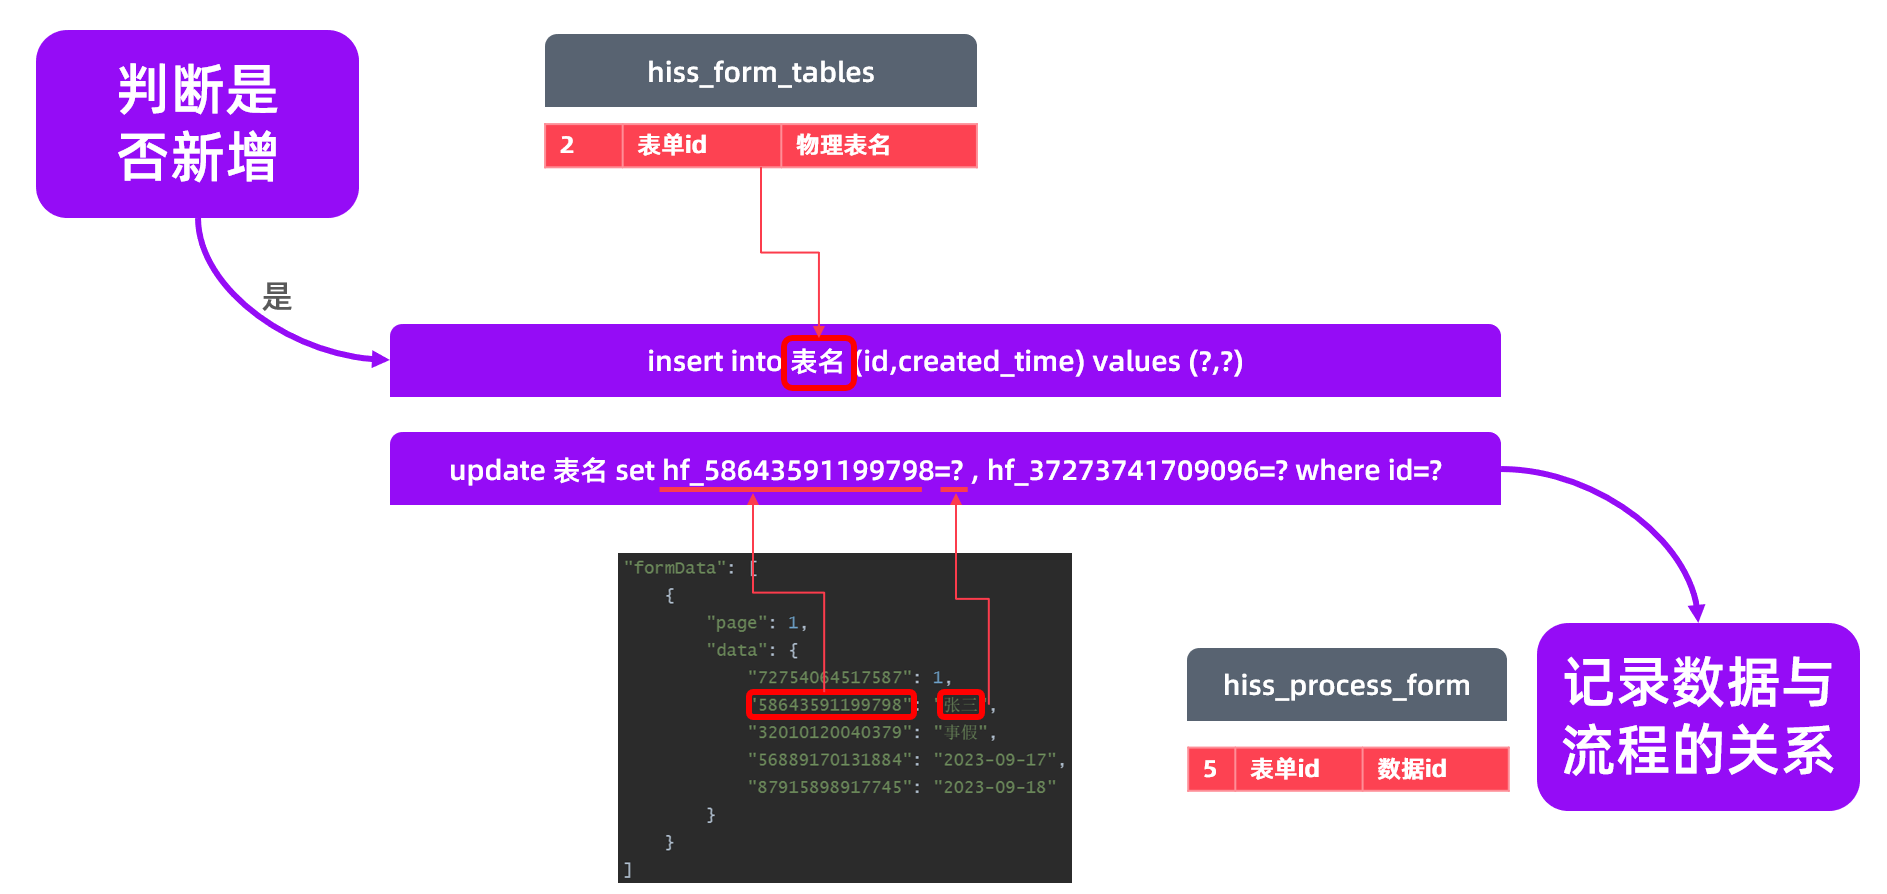 判断是
否新增
hiss_form_tables
2 表单id 物理表名
是
insert into 表名 (id,created_time) values (?,?)
update 表名 set hf_58643591199798=? , hf_37273741709096=? where id=?
"formData": [
{
"page": 1,
"data": {
"72754064517587": 1,
"58643591199798": "张三",
"32010120040379": "事假",
"56889170131884": "2023-09-17",
"87915898917745": "2023-09-18"
}
}
]
hiss_process_form
5 表单id 数据id
记录数据与
流程的关系